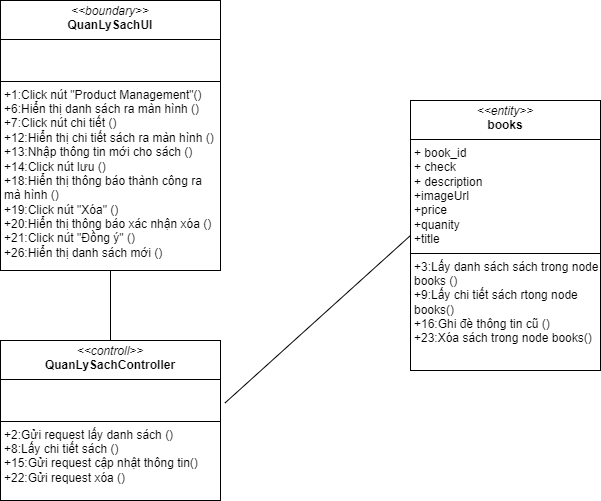 <<boundary>>
QuanLySachUI
+1:Click nút "Product Management"()
+6:Hiển thị danh sách ra màn hình ()
+7:Click nút chi tiết ()
+12:Hiển thị chi tiết sách ra màn hình ()
+13:Nhập thông tin mới cho sách ()
+14:Click nút lưu ()
+18:Hiển thị thông báo thành công ra
mà hình ()
+19:Click nút "Xóa" ()
+20:Hiển thị thông báo xác nhận xóa ()
+21:Click nút "Đồng ý" ()
+26:Hiển thị danh sách mới ()
<<entity>>
books
+ book_id
+ check
+ description
+imageUrl
+price
+quanity
+title
+3:Lấy danh sách sách trong node
books ()
+9:Lấy chi tiết sách rtong node
books()
+16:Ghi đè thông tin cũ ()
+23:Xóa sách trong node books()
<<controll>>
QuanLySachController
+2:Gửi request lấy danh sách ()
+8:Lấy chi tiết sách ()
+15:Gửi request cập nhật thông tin()
+22:Gửi request xóa ()